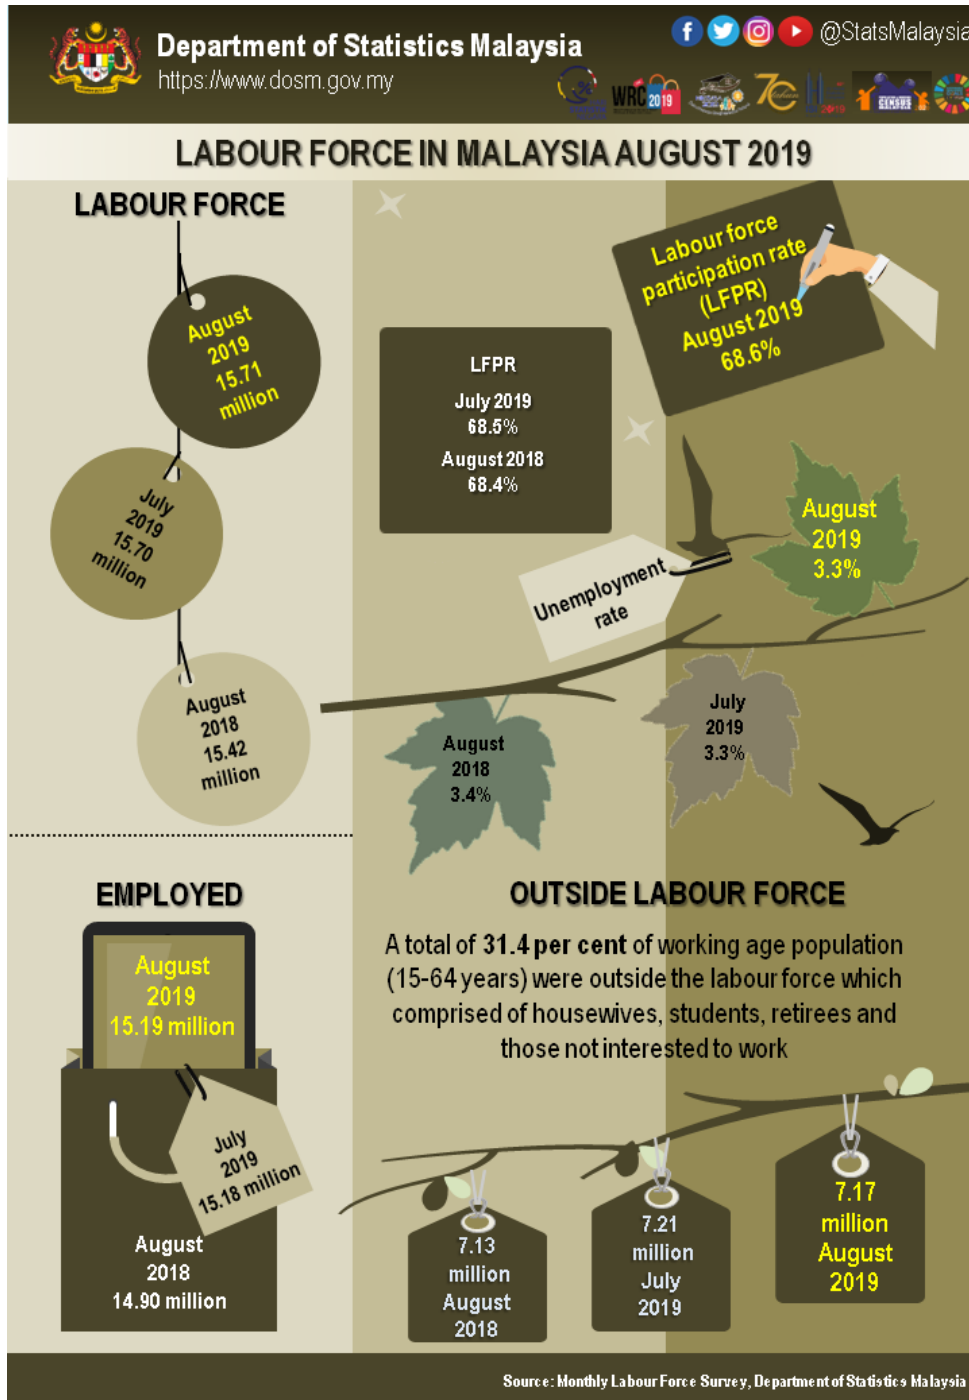 Department of Statistics Malaysia
https://www.dosm.gov.my
@StatsMalaysia
WRC 2019
70
2019
CENSUS
LABOUR FORCE IN MALAYSIA AUGUST 2019
LABOUR FORCE
August
2019
15.71
million
July
2019
15.70
million
August
2018
15.42
million
LFPR
July 2019
68.5%
August 2018
68.4%
Labour force
participation rate
(LFPR)
August 2019
68.6%
Unemployment
rate
August
2019
3.3%
July
2019
3.3%
August
2018
3.4%
EMPLOYED
August
2019
15.19 million
July
2019
15.18 million
August
2018
14.90 million
OUTSIDE LABOUR FORCE
A total of 31.4 per cent of working age population
(15-64 years) were outside the labour force which
comprised of housewives, students, retirees and
those not interested to work
7.13
million
August
2018
7.21
million
July
2019
7.17
million
August
2019
Source: Monthly Labour Force Survey, Department of Statistics Malaysia